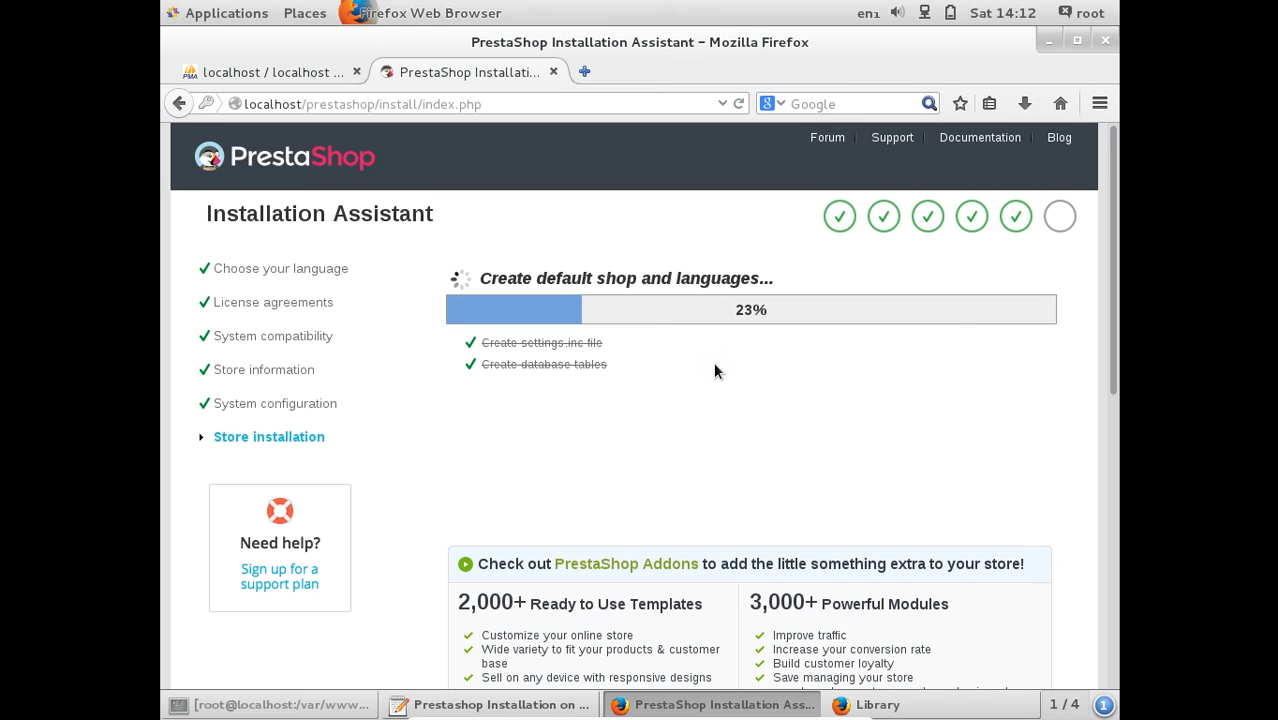 Applications Places Firefox Web Browser en1 Sat 14:12 root
PrestaShop Installation Assistant - Mozilla Firefox
PMA localhost / localhost ... PrestaShop Installati...
localhost/prestashop/install/index.php 8 Google
Forum Support Documentation Blog
PRESTASHOP
Installation Assistant
Choose your language
License agreements
System compatibility
Store information
System configuration
Store installation
Need help?
Sign up for a
support plan
Create default shop and languages...
23%
Create settings.inc file
Create database tables
Check out PrestaShop Addons to add the little something extra to your store!
2,000+ Ready to Use Templates
Customize your online store
Wide variety to fit your products & customer
base
Sell on any device with responsive designs
3,000+ Powerful Modules
Improve traffic
Increase your conversion rate
Build customer loyalty
Save managing your store
[root@localhost:/var/www... Prestashop Installation on ... PrestaShop Installation Ass... Library 1 / 4 1